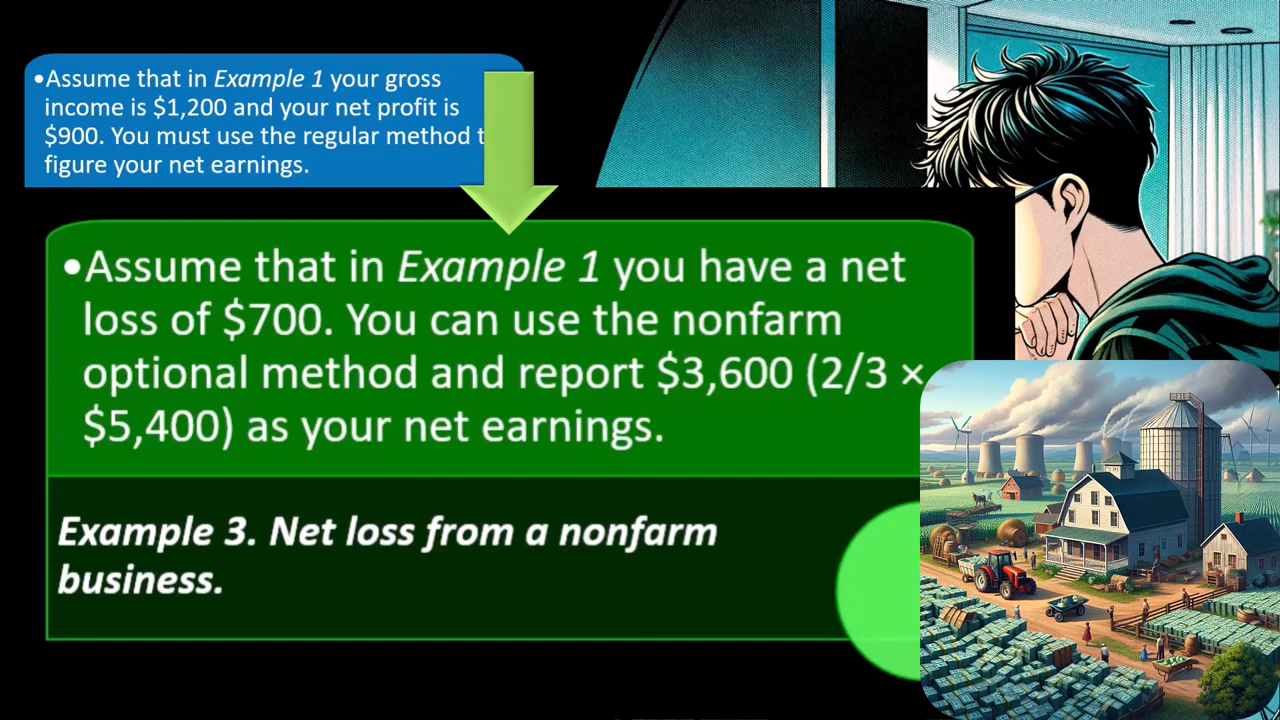 •Assume that in Example 1 your gross
income is $1,200 and your net profit is
$900. You must use the regular method
figure your net earnings.
•Assume that in Example 1 you have a net
loss of $700. You can use the nonfarm
optional method and report $3,600 (2/3 ×
$5,400) as your net earnings.
Example 3. Net loss from a nonfarm
business.